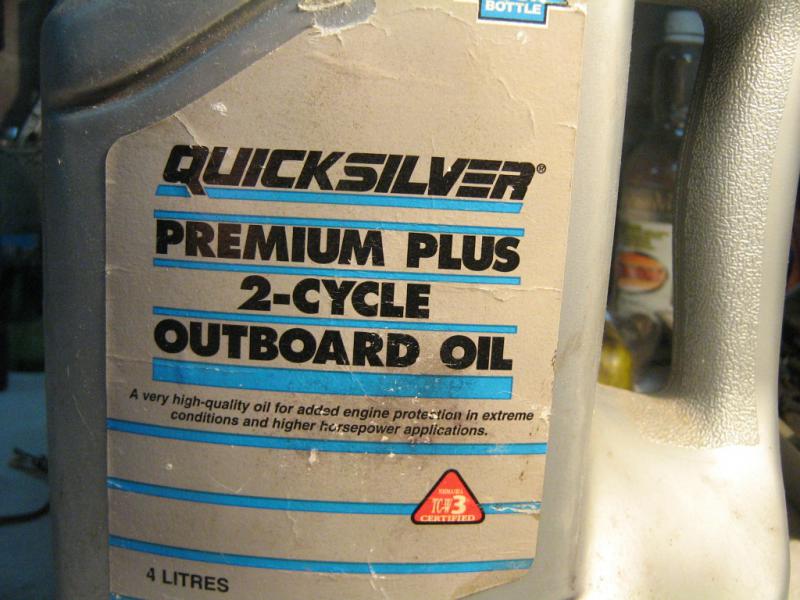 BOTTLE
QUICKSILVER®
PREMIUM PLUS
2-CYCLE
OUTBOARD OIL
A very high-quality oil for added engine protection in extreme
conditions and higher horsepower applications.
TC-W3
CERTIFIED
4 LITRES